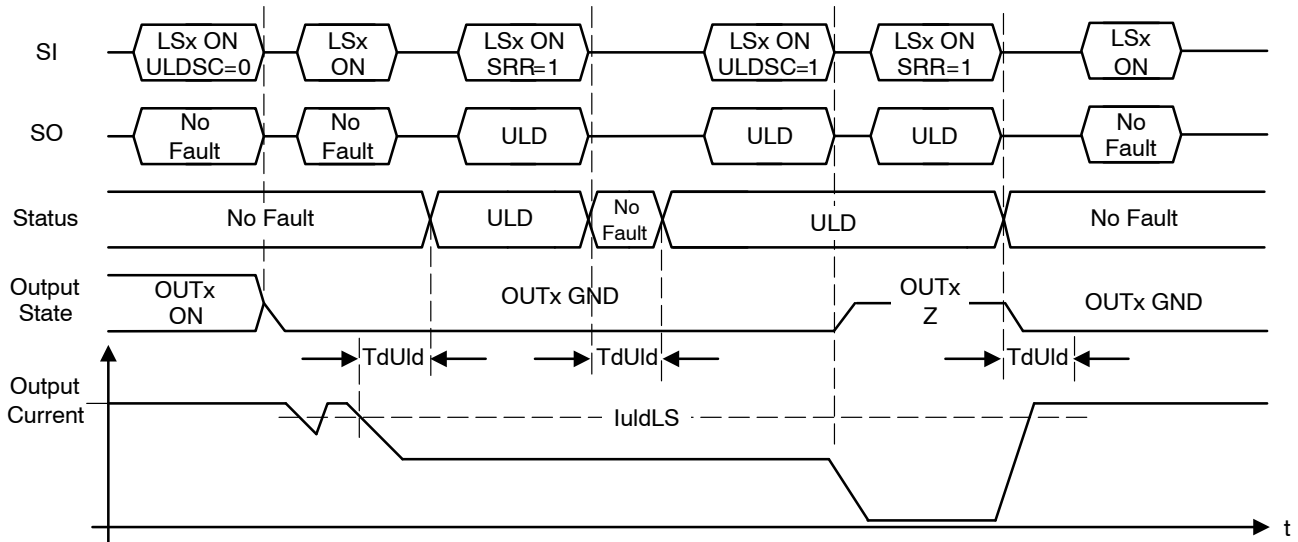 SI
LSx ON
ULDSC=0
LSx
ON
LSx ON
SRR=1
LSx ON
ULDSC=1
LSx ON
SRR=1
LSx
ON
SO
No
Fault
No
Fault
ULD
ULD
ULD
No
Fault
Status
No Fault
ULD
No
Fault
ULD
No Fault
Output
State
OUTx
ON
OUTx GND
OUTx
Z
OUTx GND
TdUld
TdUld
TdUld
Output
Current
IuldLS
t